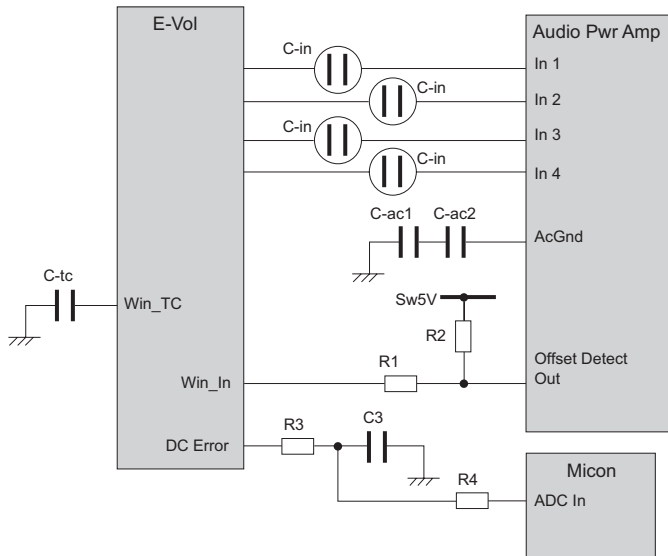 E-Vol
Audio Pwr Amp
C-in
In 1
C-in
In 2
C-in
In 3
C-in
In 4
C-ac1
C-ac2
AcGnd
C-tc
Win_TC
Sw5V
R2
R1
Offset Detect
Out
Win_In
R3
C3
DC Error
Micon
R4
ADC In